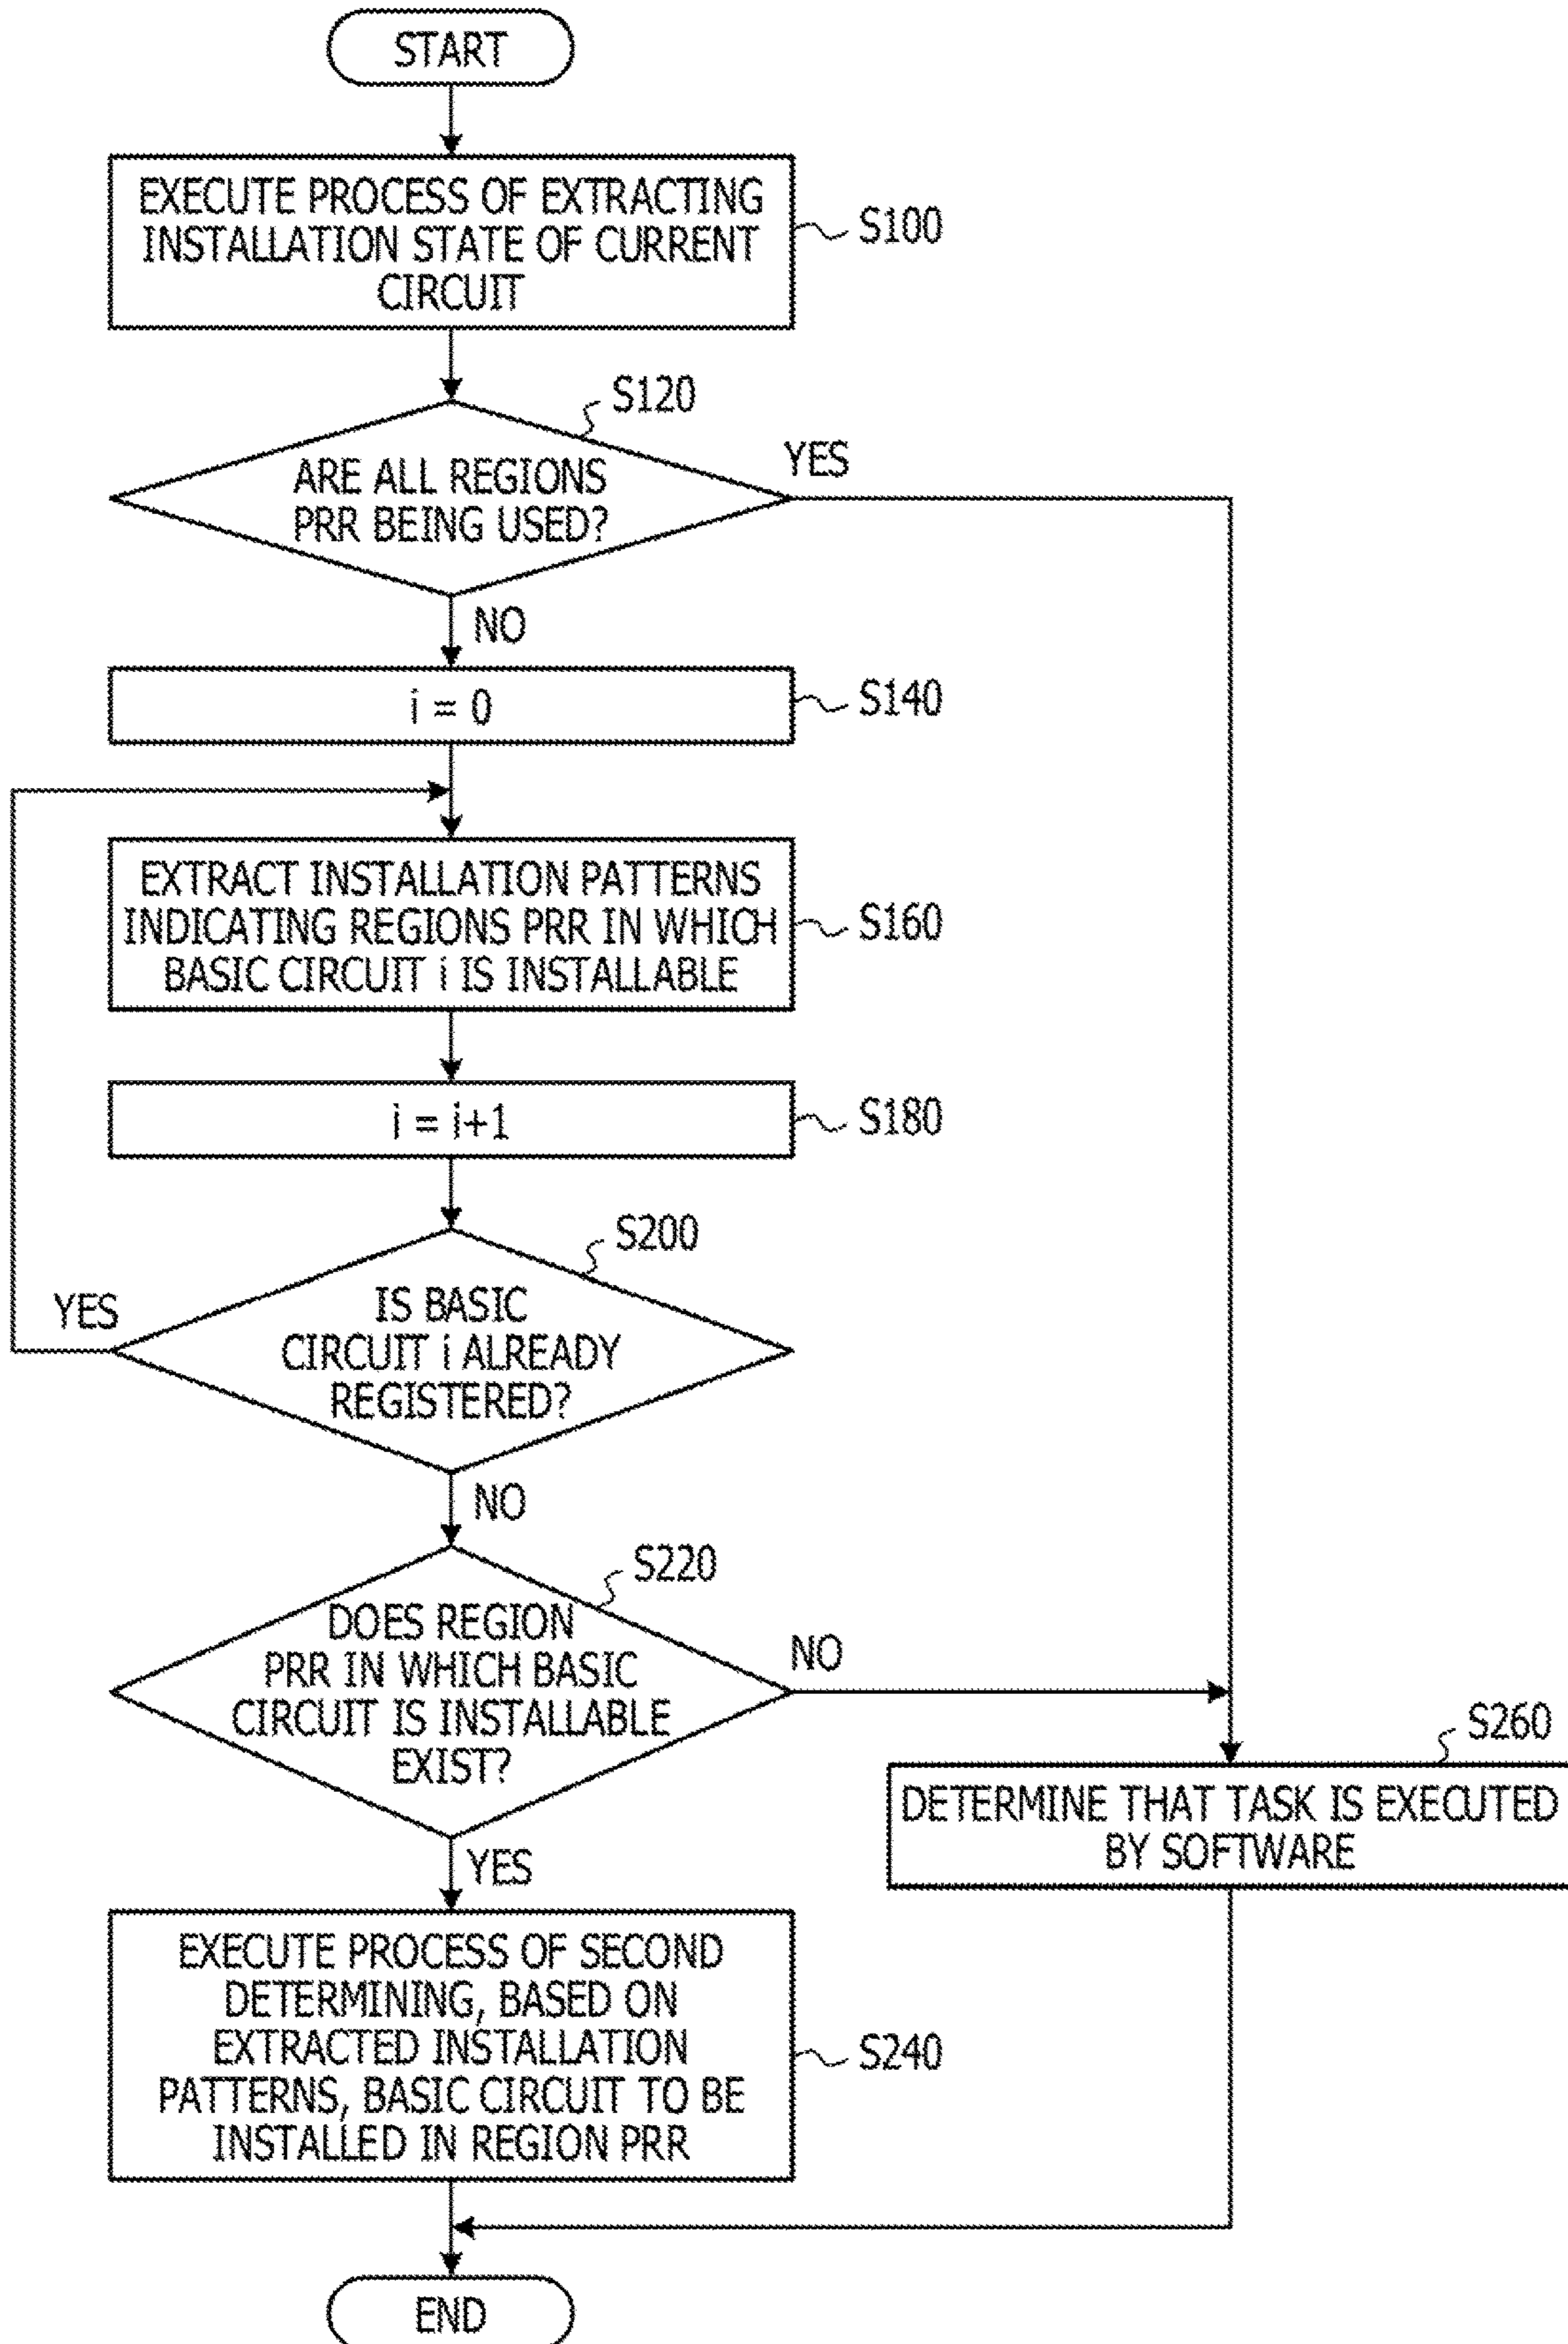 START
EXECUTE PROCESS OF EXTRACTING
INSTALLATION STATE OF CURRENT
CIRCUIT
S100
S120
ARE ALL REGIONS
PRR BEING USED?
YES
NO
i = 0
S140
EXTRACT INSTALLATION PATTERNS
INDICATING REGIONS PRR IN WHICH
BASIC CIRCUIT i IS INSTALLABLE
S160
i = i+1
S180
S200
IS BASIC
CIRCUIT i ALREADY
REGISTERED?
YES
NO
S220
DOES REGION
PRR IN WHICH BASIC
CIRCUIT IS INSTALLABLE
EXIST?
NO
YES
S260
DETERMINE THAT TASK IS EXECUTED
BY SOFTWARE
EXECUTE PROCESS OF SECOND
DETERMINING, BASED ON
EXTRACTED INSTALLATION
PATTERNS, BASIC CIRCUIT TO BE
INSTALLED IN REGION PRR
S240
END